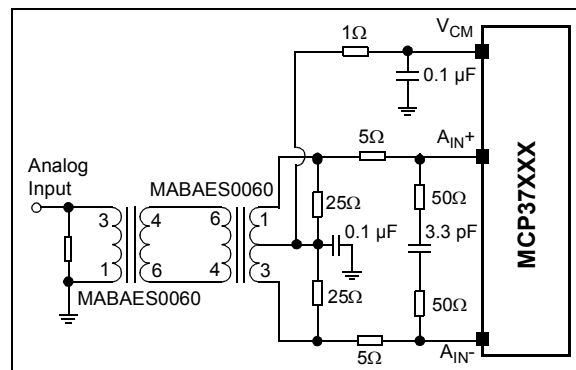 1Ω
V_CM
0.1 µF
5Ω
A_IN+
Analog
Input
MABAES0060
3
4
6
1
25Ω
50Ω
0.1 µF
3.3 pF
MCP37XXX
1
6
4
3
MABAES0060
25Ω
50Ω
5Ω
A_IN-